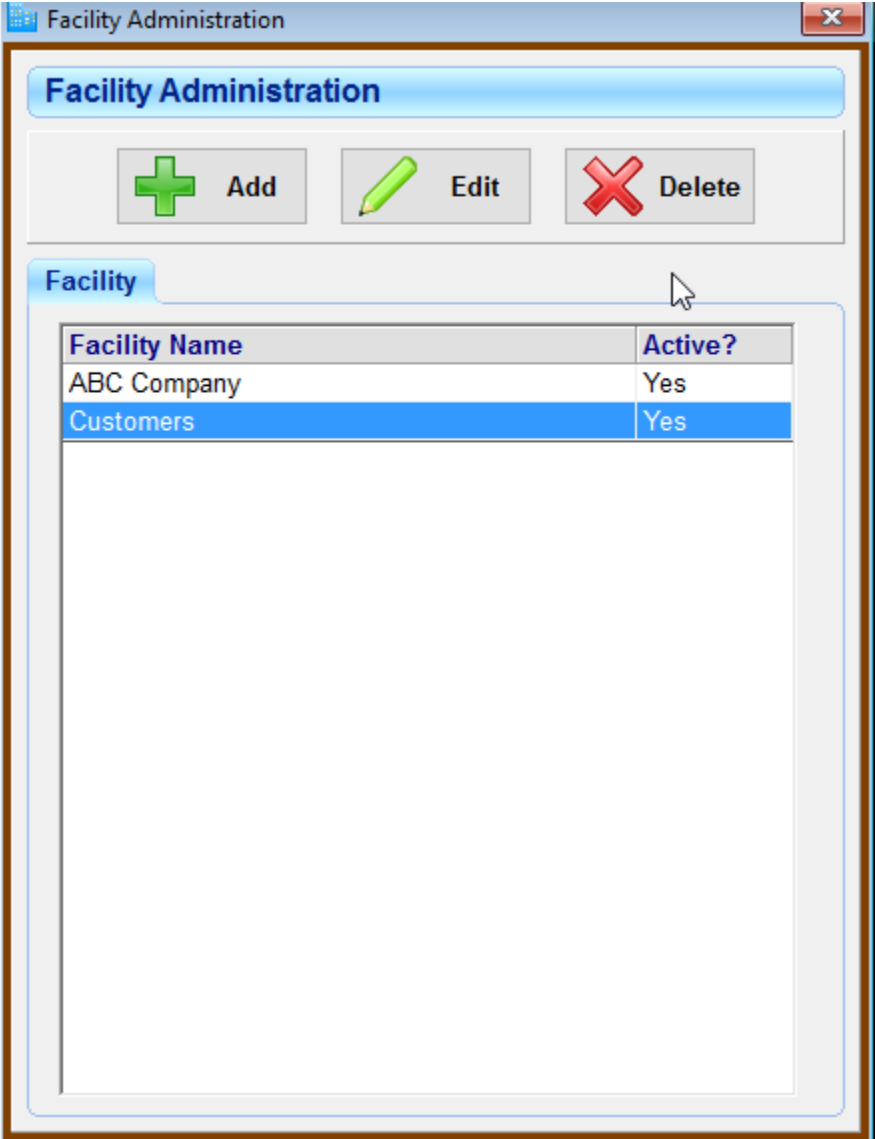 Facility Administration
Facility Administration
Add Edit Delete
Facility
Facility Name Active?
ABC Company Yes
Customers Yes